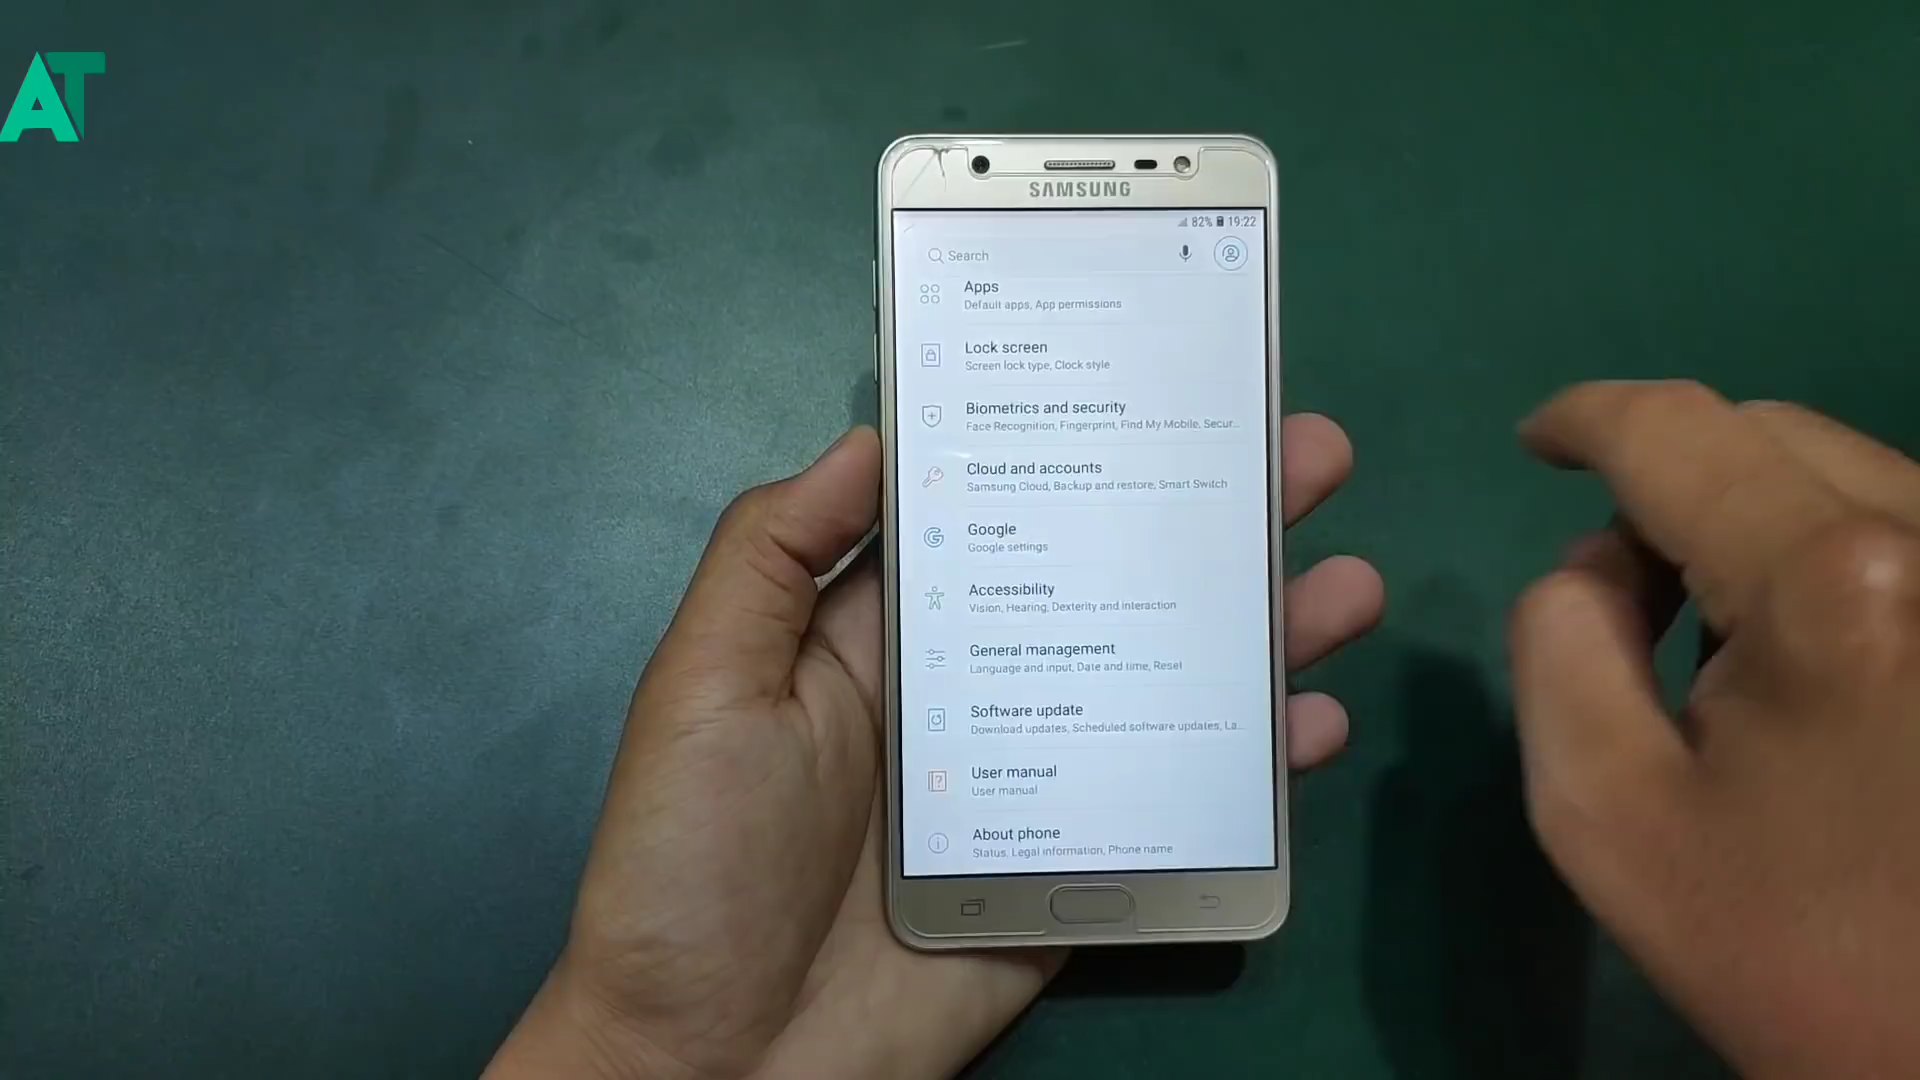 AT
SAMSUNG
82% 19:22
Search
Apps
Default apps, App permissions
Lock screen
Screen lock type, Clock style
Biometrics and security
Face Recognition, Fingerprint, Find My Mobile, Secur...
Cloud and accounts
Samsung Cloud, Backup and restore, Smart Switch
Google
Google settings
Accessibility
Vision, Hearing, Dexterity and interaction
General management
Language and input, Date and time, Reset
Software update
Download updates, Scheduled software updates, La...
User manual
User manual
About phone
Status, Legal information, Phone name